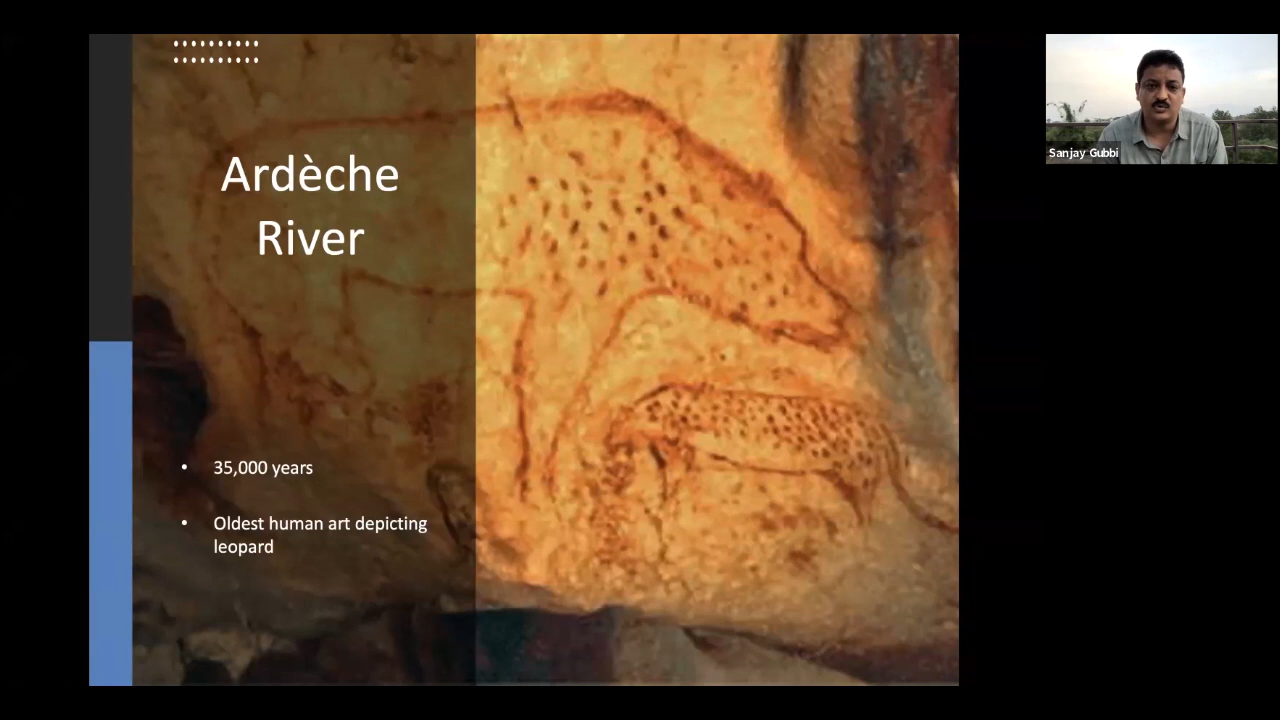 Ardèche
River
• 35,000 years
• Oldest human art depicting
leopard
Sanjay Gubbi